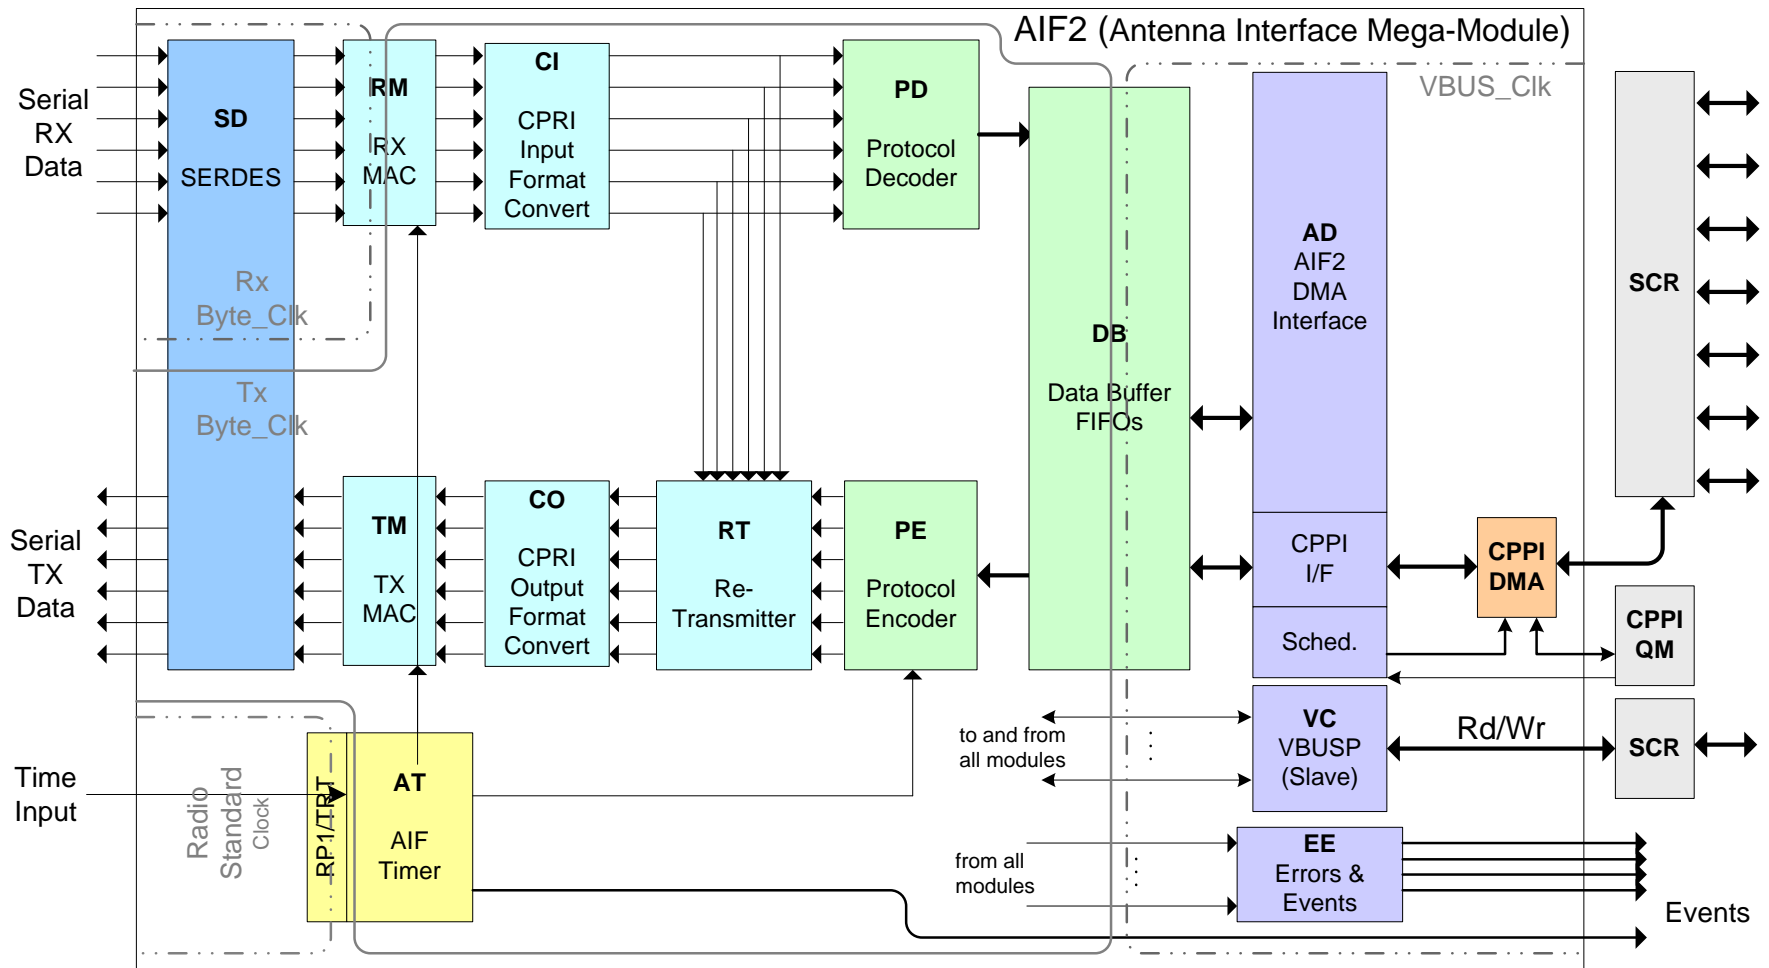 AIF2 (Antenna Interface Mega-Module)
VBUS_Clk
Serial
RX
Data
SD
SERDES
RM
RX
MAC
CI
CPRI
Input
Format
Convert
PD
Protocol
Decoder
Rx
Byte_Clk
Tx
Byte_Clk
DB
Data Buffer
FIFOs
AD
AIF2
DMA
Interface
SCR
Serial
TX
Data
TM
TX
MAC
CO
CPRI
Output
Format
Convert
RT
Re-
Transmitter
PE
Protocol
Encoder
CPPI
I/F
Sched.
CPPI
DMA
CPPI
QM
Time
Input
Radio
Standard
Clock
RP1/TRT
AT
AIF
Timer
to and from
all modules
VC
VBUSP
(Slave)
Rd/Wr
SCR
from all
modules
EE
Errors &
Events
Events